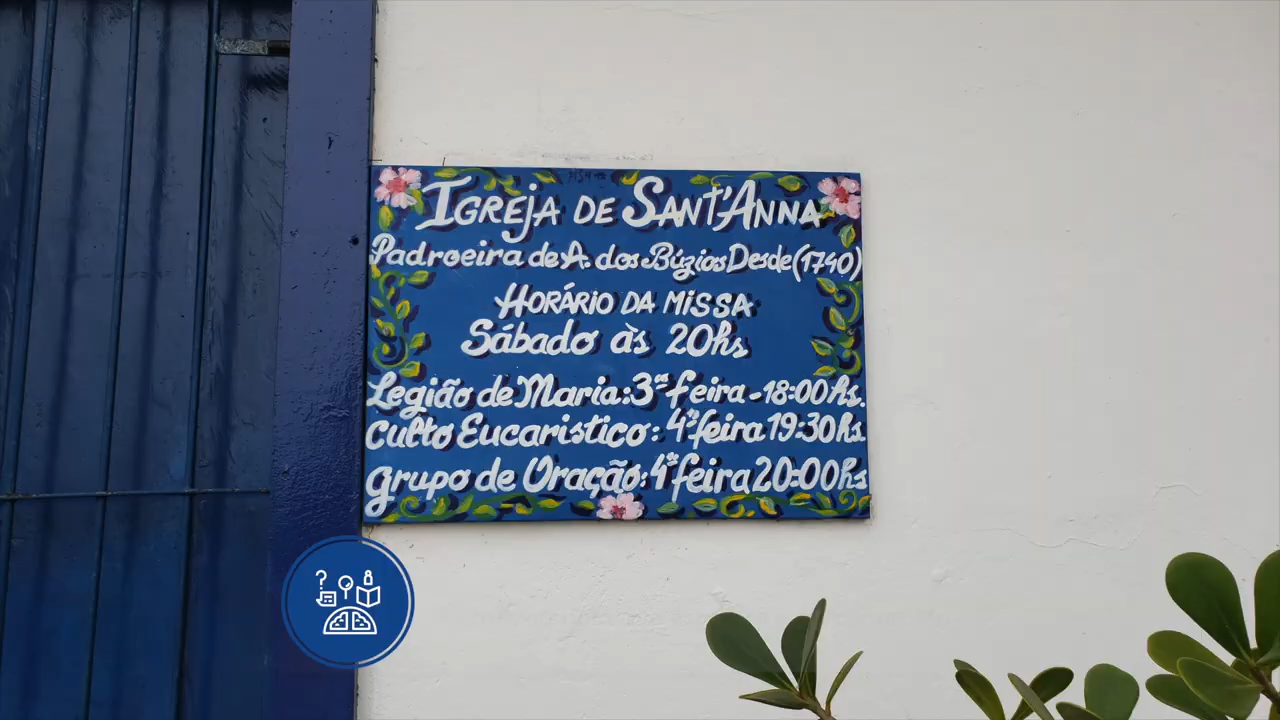 IGREJA DE SANT'ANNA
Padroeira de A. dos Búzios Desde (1740)
HORÁRIO DA MISSA
Sábado às 20hs
Legião de Maria: 3ª feira - 18:00 hs.
Culto Eucarístico: 4ª feira 19:30 hs
Grupo de Oração: 4ª feira 20:00 hs